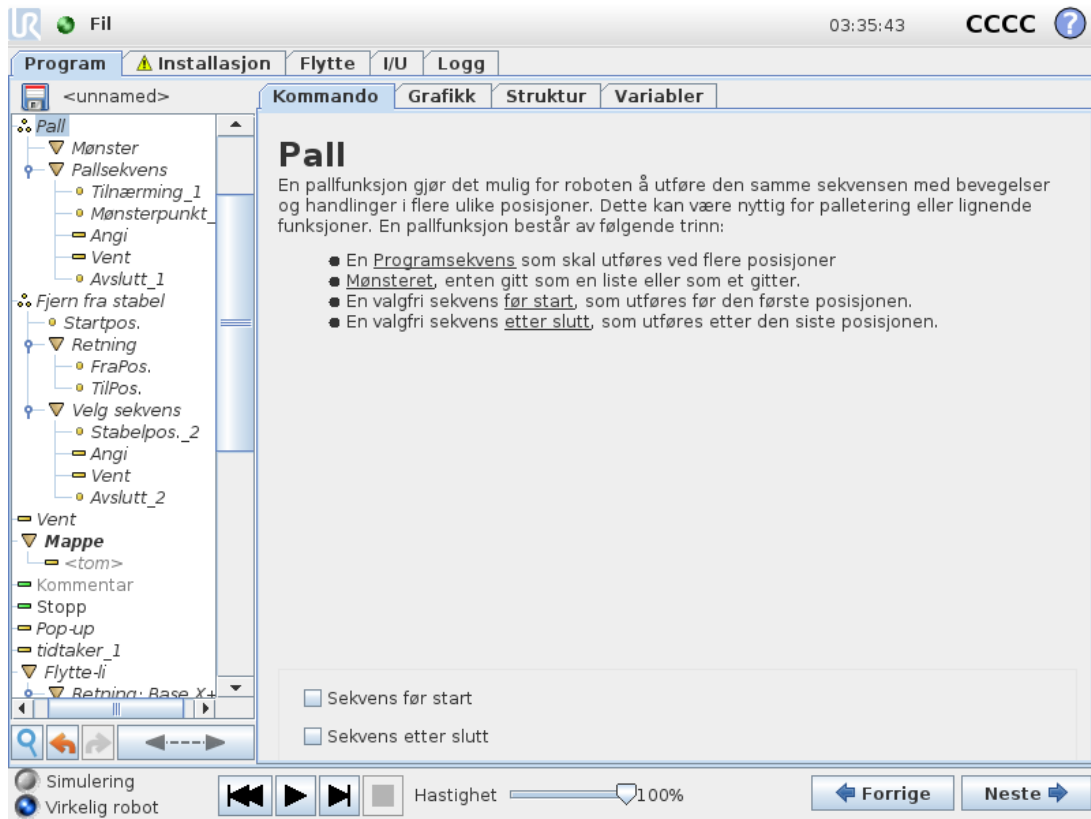 UR Fil 03:35:43 CCCC ?
Program Installasjon Flytte I/U Logg
<unnamed>
Kommando Grafikk Struktur Variabler
Pall
Mønster
Pallsekvens
Tilnærming_1
Mønsterpunkt_
Angi
Vent
Avslutt_1
Fjern fra stabel
Startpos.
Retning
FraPos.
TilPos.
Velg sekvens
Stabelpos._2
Angi
Vent
Avslutt_2
Vent
Mappe
<tom>
Kommentar
Stopp
Pop-up
tidtaker_1
Flytte-li
Retning: Base X+
Pall
En pallfunksjon gjør det mulig for roboten å utføre den samme sekvensen med bevegelser
og handlinger i flere ulike posisjoner. Dette kan være nyttig for palletering eller lignende
funksjoner. En pallfunksjon består av følgende trinn:
En Programsekvens som skal utføres ved flere posisjoner
Mønsteret, enten gitt som en liste eller som et gitter.
En valgfri sekvens før start, som utføres før den første posisjonen.
En valgfri sekvens etter slutt, som utføres etter den siste posisjonen.
Sekvens før start
Sekvens etter slutt
Simulering
Virkelig robot
Hastighet 100%
Forrige Neste